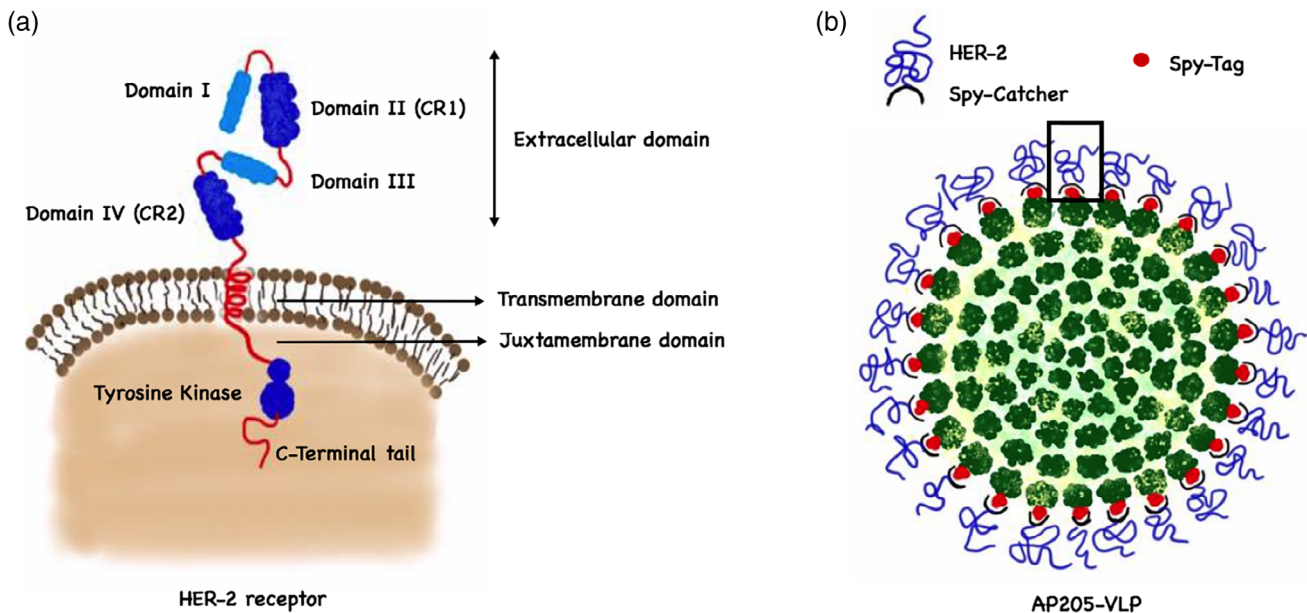 (a)
Domain I
Domain II (CR1)
Extracellular domain
Domain III
Domain IV (CR2)
Transmembrane domain
Juxtamembrane domain
Tyrosine Kinase
C-Terminal tail
HER-2 receptor
(b)
HER-2
Spy-Tag
Spy-Catcher
AP205-VLP